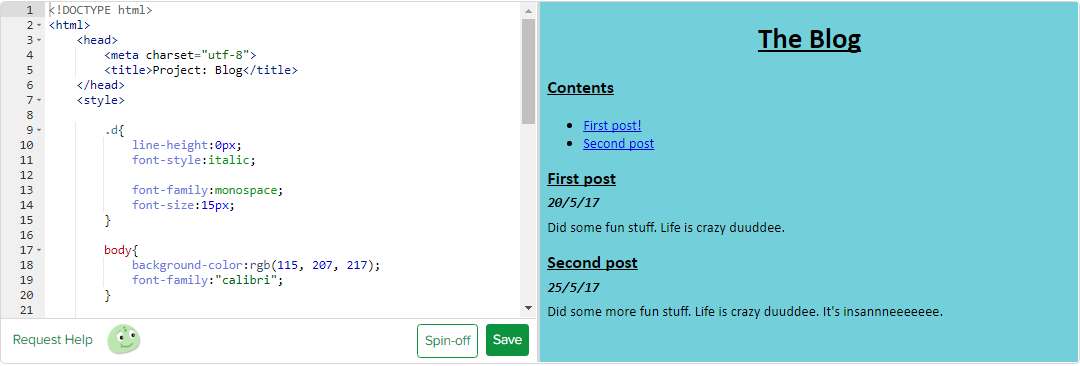 1 <!DOCTYPE html>
2 <html>
3 <head>
4 <meta charset="utf-8">
5 <title>Project: Blog</title>
6 </head>
7 <style>
8
9 .d{
10 line-height:0px;
11 font-style:italic;
12
13 font-family:monospace;
14 font-size:15px;
15 }
16
17 body{
18 background-color:rgb(115, 207, 217);
19 font-family:"calibri";
20 }
21
Request Help
Spin-off
Save
The Blog
Contents
First post!
Second post
First post
20/5/17
Did some fun stuff. Life is crazy duuddee.
Second post
25/5/17
Did some more fun stuff. Life is crazy duuddee. It's insannneeeeeee.